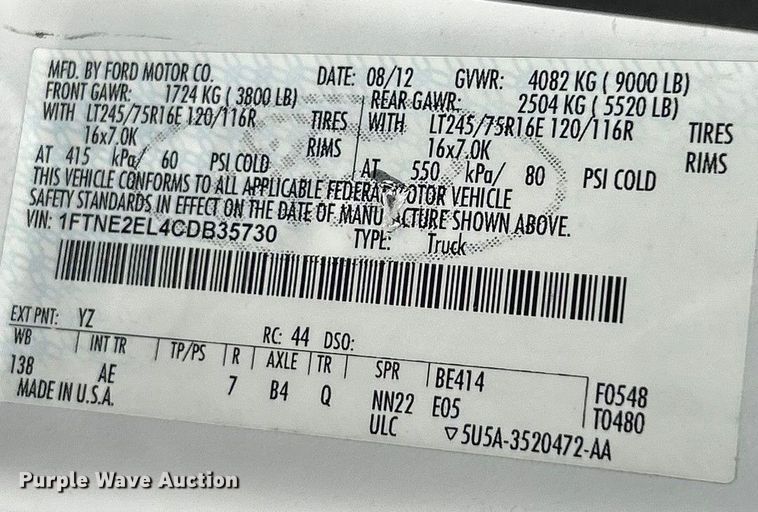 MFD. BY FORD MOTOR CO. DATE: 08/12 GVWR: 4082 KG ( 9000 LB)
FRONT GAWR: 1724 KG ( 3800 LB) REAR GAWR: 2504 KG ( 5520 LB)
WITH LT245/75R16E 120/116R TIRES WITH LT245/75R16E 120/116R TIRES
16x7.0K RIMS 16x7.0K RIMS
AT 415 kPa/ 60 PSI COLD AT 550 kPa/ 80 PSI COLD
THIS VEHICLE CONFORMS TO ALL APPLICABLE FEDERAL MOTOR VEHICLE
SAFETY STANDARDS IN EFFECT ON THE DATE OF MANUFACTURE SHOWN ABOVE.
VIN: 1FTNE2EL4CDB35730 TYPE: Truck
EXT PNT: YZ RC: 44 DSO:
WB INT TR TP/PS R AXLE TR SPR BE414 F0548
138 AE 7 B4 Q NN22 E05 T0480
MADE IN U.S.A. ULC ▽5U5A-3520472-AA
Purple Wave Auction